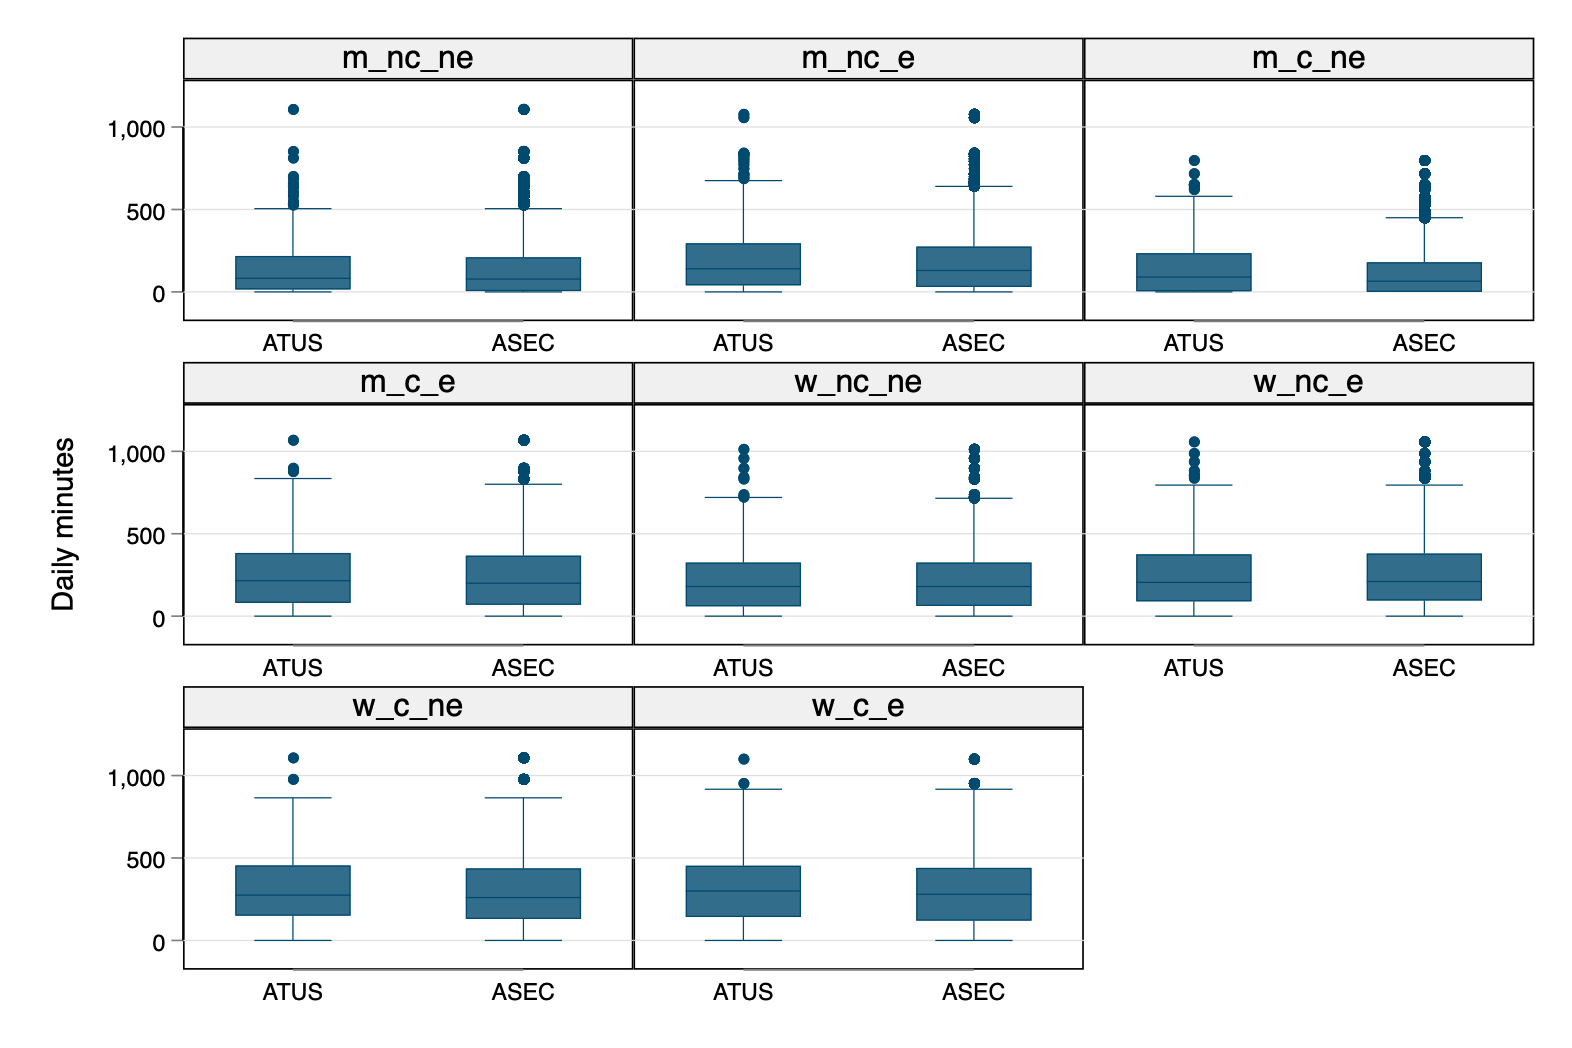 m_nc_ne
m_nc_e
m_c_ne
1,000
500
0
ATUS
ASEC
ATUS
ASEC
ATUS
ASEC
m_c_e
w_nc_ne
w_nc_e
Daily minutes
1,000
500
0
ATUS
ASEC
ATUS
ASEC
ATUS
ASEC
w_c_ne
w_c_e
1,000
500
0
ATUS
ASEC
ATUS
ASEC